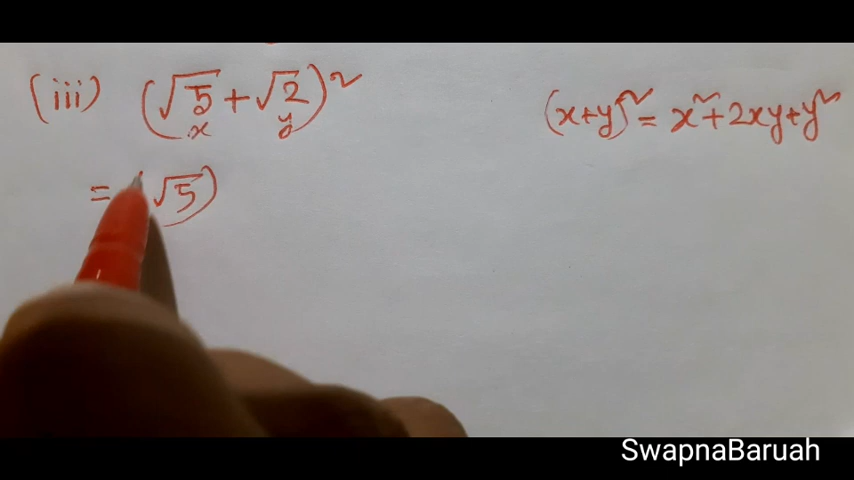 (iii) (√5+√2)²
x y
(x+y)² = x²+2xy+y²
= (√5)
SwapnaBaruah